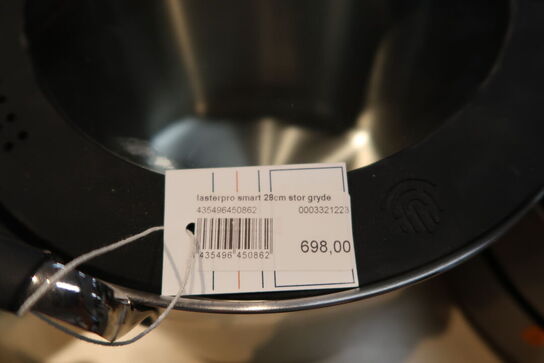 lasterpro smart 28cm stor gryde
435496450862 0003321223
698,00
435496 450862